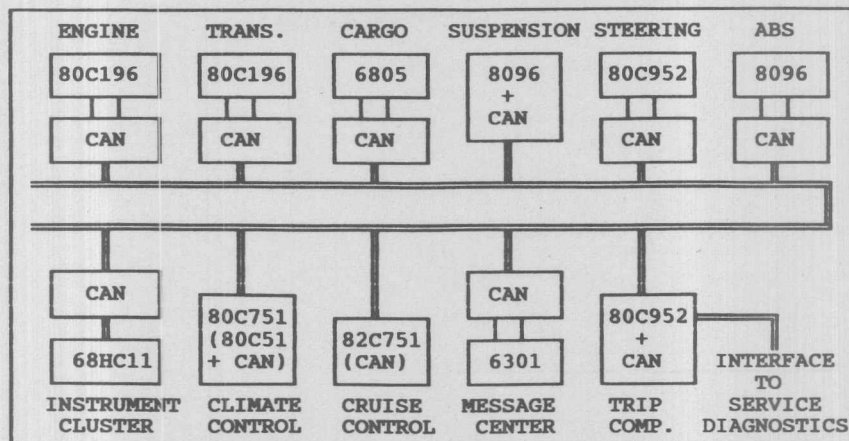 ENGINE TRANS. CARGO SUSPENSION STEERING ABS
80C196 80C196 6805 8096 80C952 8096
+
CAN CAN CAN CAN CAN CAN
CAN CAN
80C751 80C952
(80C51 82C751 +
68HC11 + CAN) (CAN) 6301 CAN
INTERFACE
TO
INSTRUMENT CLIMATE CRUISE MESSAGE TRIP SERVICE
CLUSTER CONTROL CONTROL CENTER COMP. DIAGNOSTICS